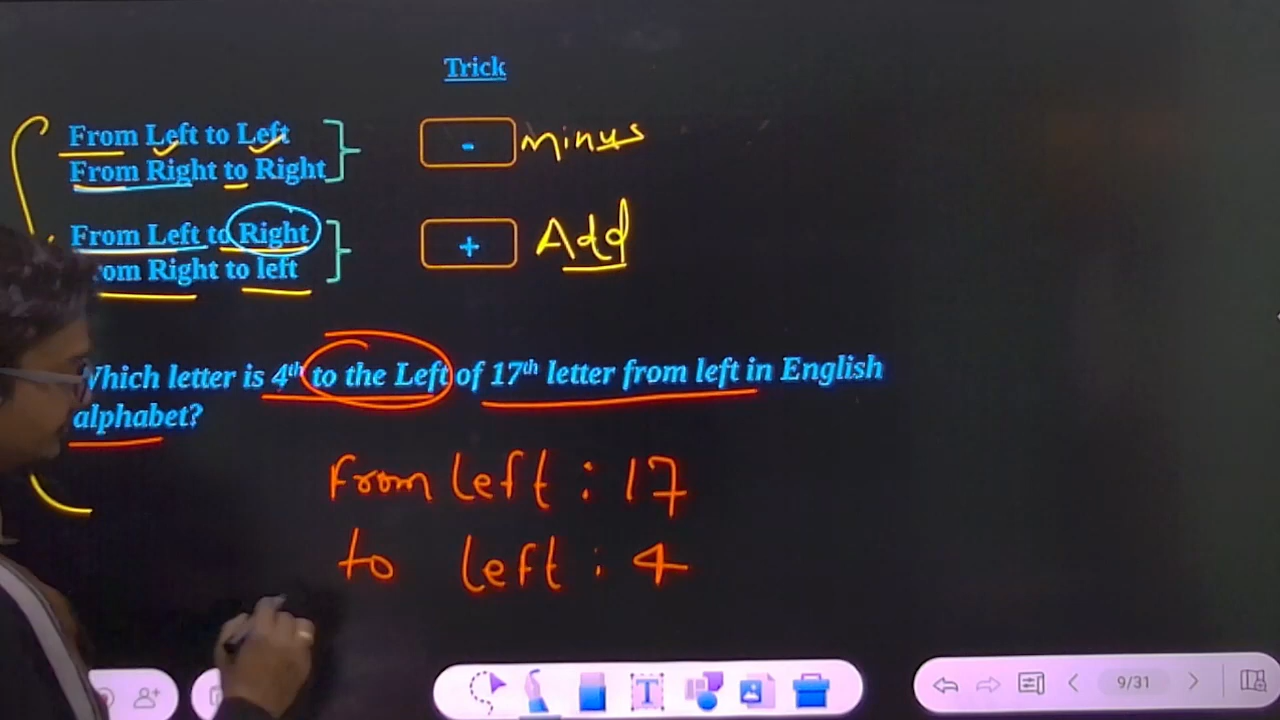 Trick
From Left to Left
From Right to Right
- minus
From Left to Right
From Right to left
+ Add
Which letter is 4th to the Left of 17th letter from left in English
alphabet?
From left : 17
to left : 4
T
9/31